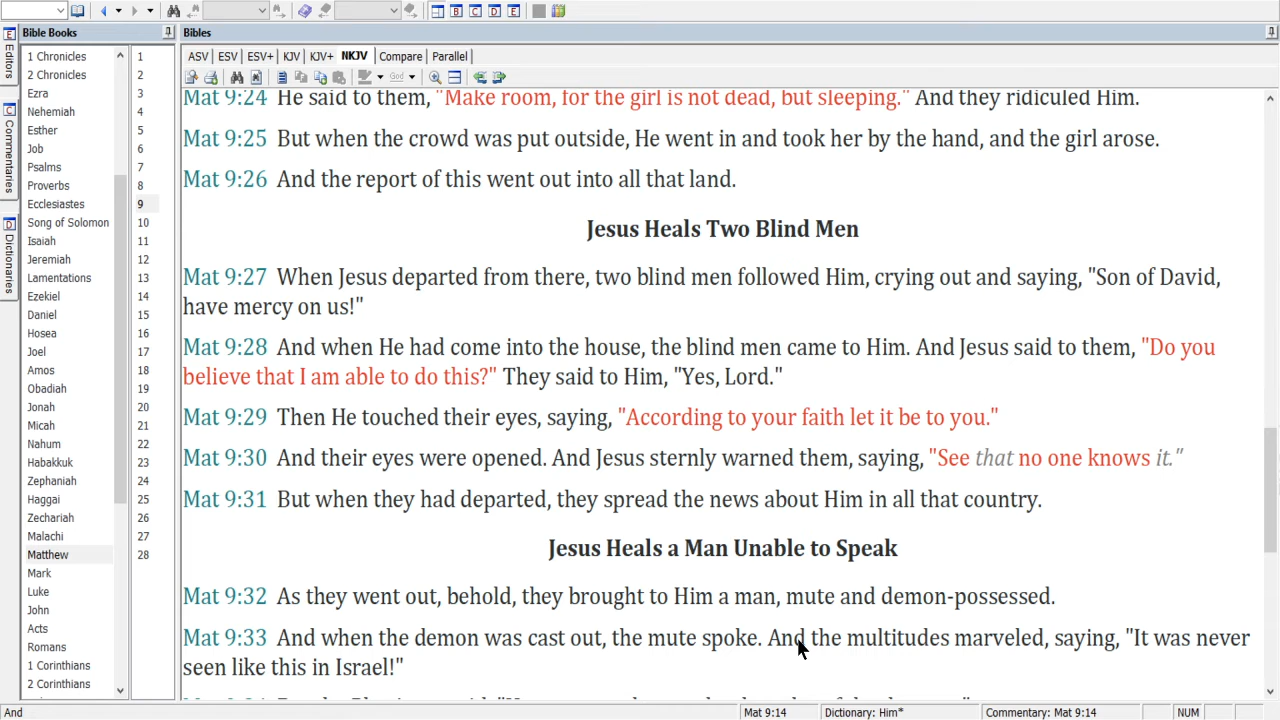 Bible Books
Bibles
Editors
Commentaries
Dictionaries
1 Chronicles
2 Chronicles
Ezra
Nehemiah
Esther
Job
Psalms
Proverbs
Ecclesiastes
Song of Solomon
Isaiah
Jeremiah
Lamentations
Ezekiel
Daniel
Hosea
Joel
Amos
Obadiah
Jonah
Micah
Nahum
Habakkuk
Zephaniah
Haggai
Zechariah
Malachi
Matthew
Mark
Luke
John
Acts
Romans
1 Corinthians
2 Corinthians
1
2
3
4
5
6
7
8
9
10
11
12
13
14
15
16
17
18
19
20
21
22
23
24
25
26
27
28
ASV ESV ESV+ KJV KJV+ NKJV Compare Parallel
Mat 9:24 He said to them, "Make room, for the girl is not dead, but sleeping." And they ridiculed Him.
Mat 9:25 But when the crowd was put outside, He went in and took her by the hand, and the girl arose.
Mat 9:26 And the report of this went out into all that land.
Jesus Heals Two Blind Men
Mat 9:27 When Jesus departed from there, two blind men followed Him, crying out and saying, "Son of David,
have mercy on us!"
Mat 9:28 And when He had come into the house, the blind men came to Him. And Jesus said to them, "Do you
believe that I am able to do this?" They said to Him, "Yes, Lord."
Mat 9:29 Then He touched their eyes, saying, "According to your faith let it be to you."
Mat 9:30 And their eyes were opened. And Jesus sternly warned them, saying, "See that no one knows it."
Mat 9:31 But when they had departed, they spread the news about Him in all that country.
Jesus Heals a Man Unable to Speak
Mat 9:32 As they went out, behold, they brought to Him a man, mute and demon-possessed.
Mat 9:33 And when the demon was cast out, the mute spoke. And the multitudes marveled, saying, "It was never
seen like this in Israel!"
And
Mat 9:14
Dictionary: Him*
Commentary: Mat 9:14
NUM